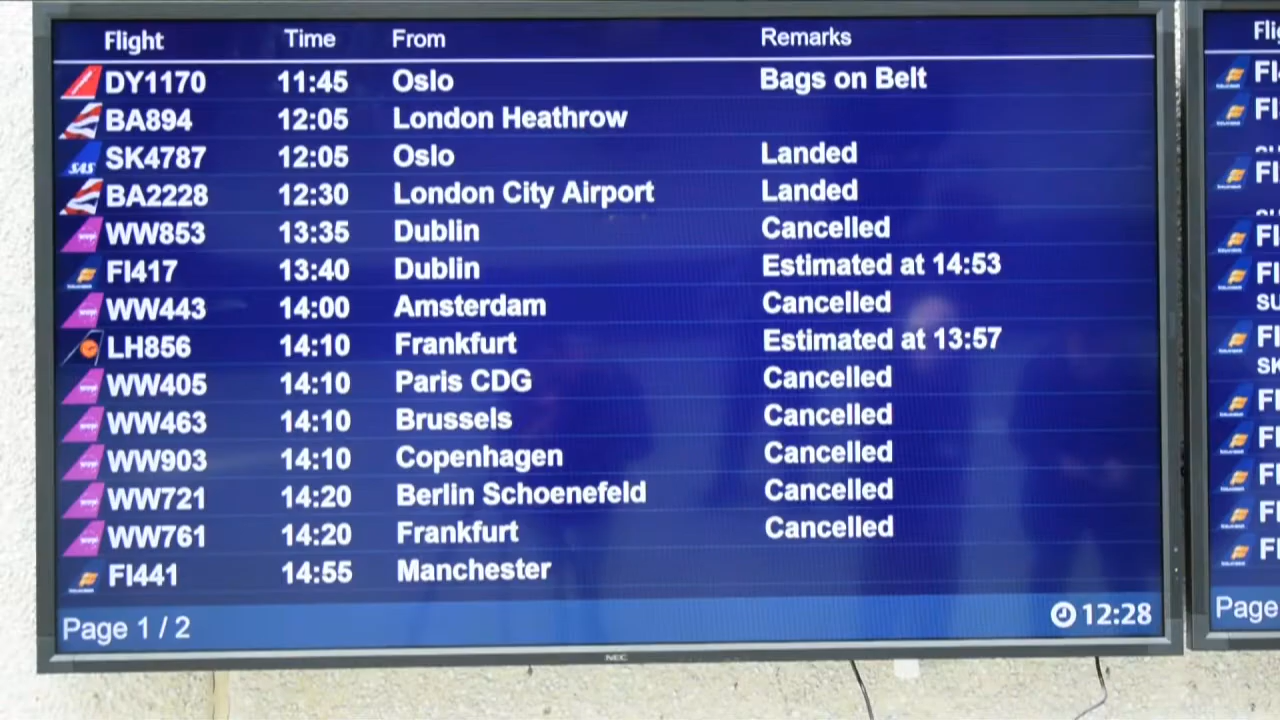 Flight Time From Remarks
DY1170 11:45 Oslo Bags on Belt
BA894 12:05 London Heathrow
SAS SK4787 12:05 Oslo Landed
BA2228 12:30 London City Airport Landed
WW853 13:35 Dublin Cancelled
FI417 13:40 Dublin Estimated at 14:53
WW443 14:00 Amsterdam Cancelled
LH856 14:10 Frankfurt Estimated at 13:57
WW405 14:10 Paris CDG Cancelled
WW463 14:10 Brussels Cancelled
WW903 14:10 Copenhagen Cancelled
WW721 14:20 Berlin Schoenefeld Cancelled
WW761 14:20 Frankfurt Cancelled
FI441 14:55 Manchester
Page 1 / 2 12:28
NEC
Page